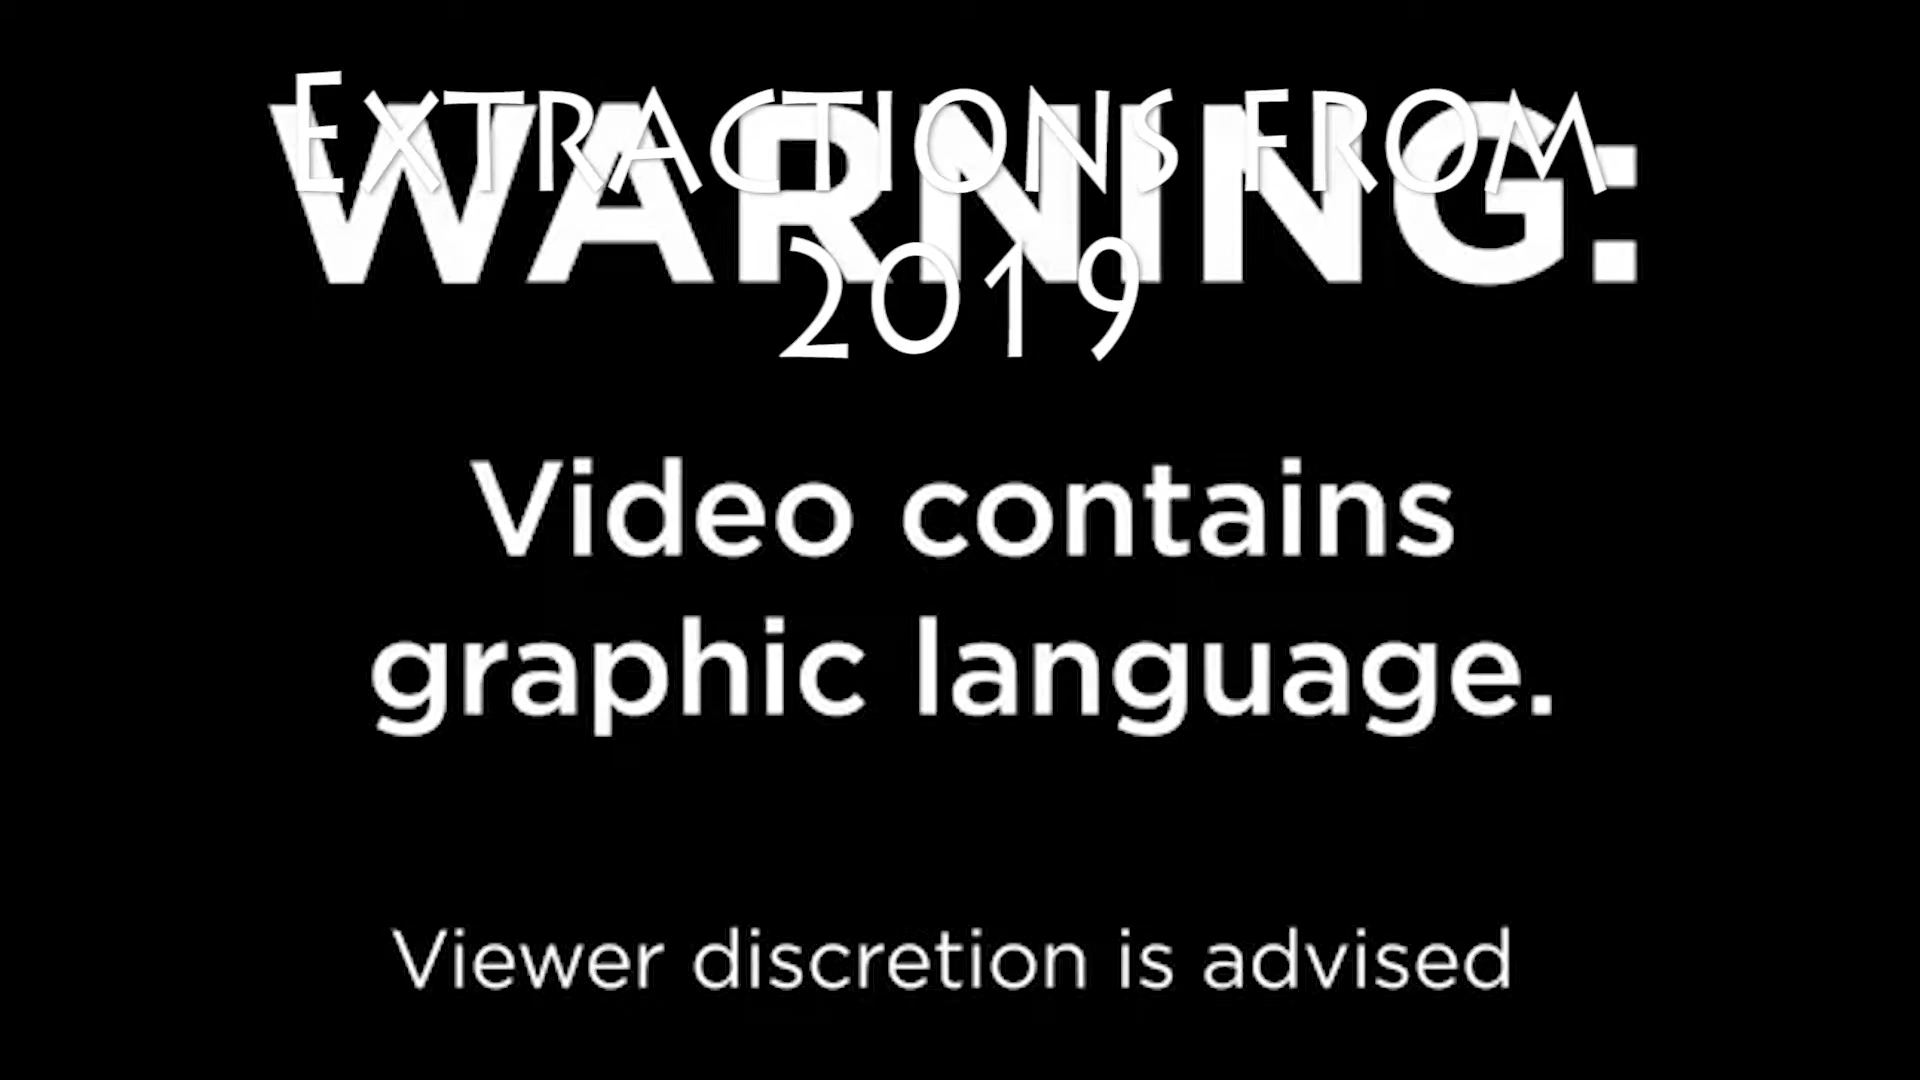 Extractions from
WARNING:
2019
Video contains
graphic language.
Viewer discretion is advised